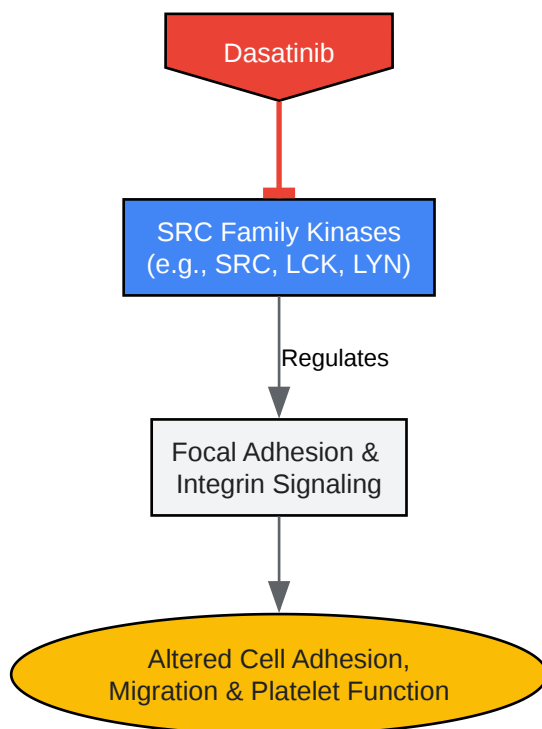 Dasatinib
SRC Family Kinases
(e.g., SRC, LCK, LYN)
Regulates
Focal Adhesion &
Integrin Signaling
Altered Cell Adhesion,
Migration & Platelet Function